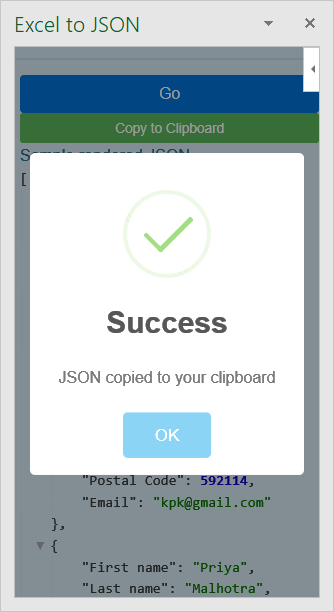 Excel to JSON
Go
Copy to Clipboard
Sample rendered JSON
[
Success
JSON copied to your clipboard
OK
"Postal Code": 592114,
"Email": "kpk@gmail.com"
},
{
"First name": "Priya",
"Last name": "Malhotra",